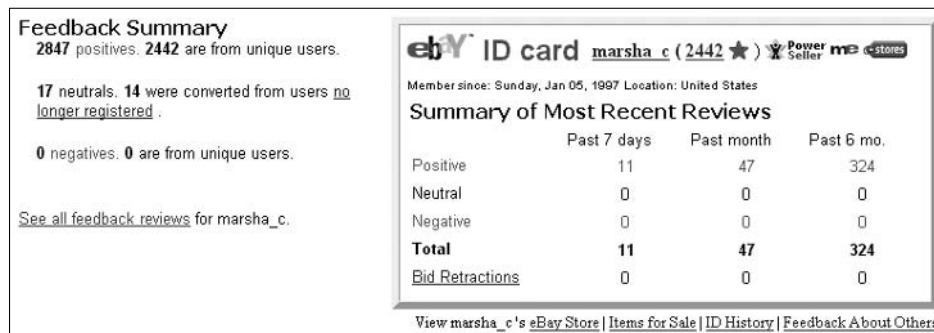 Feedback Summary
2847 positives. 2442 are from unique users.
17 neutrals. 14 were converted from users no
longer registered .
0 negatives. 0 are from unique users.
See all feedback reviews for marsha_c.
ebaY ID card marsha_c ( 2442 ) Power Seller me e-stores
Member since: Sunday, Jan 05, 1997 Location: United States
Summary of Most Recent Reviews
Past 7 days Past month Past 6 mo.
Positive 11 47 324
Neutral 0 0 0
Negative 0 0 0
Total 11 47 324
Bid Retractions 0 0 0
View marsha_c's eBay Store | Items for Sale | ID History | Feedback About Others